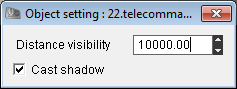 Object setting : 22.telecomma...
Distance visibility 10000.00
Cast shadow